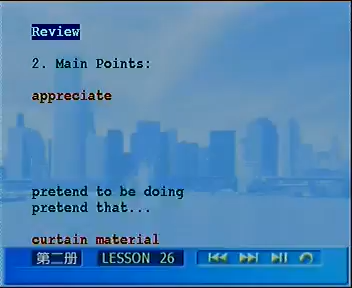 Review
2. Main Points:
appreciate
pretend to be doing
pretend that...
curtain material
第二册 LESSON 26